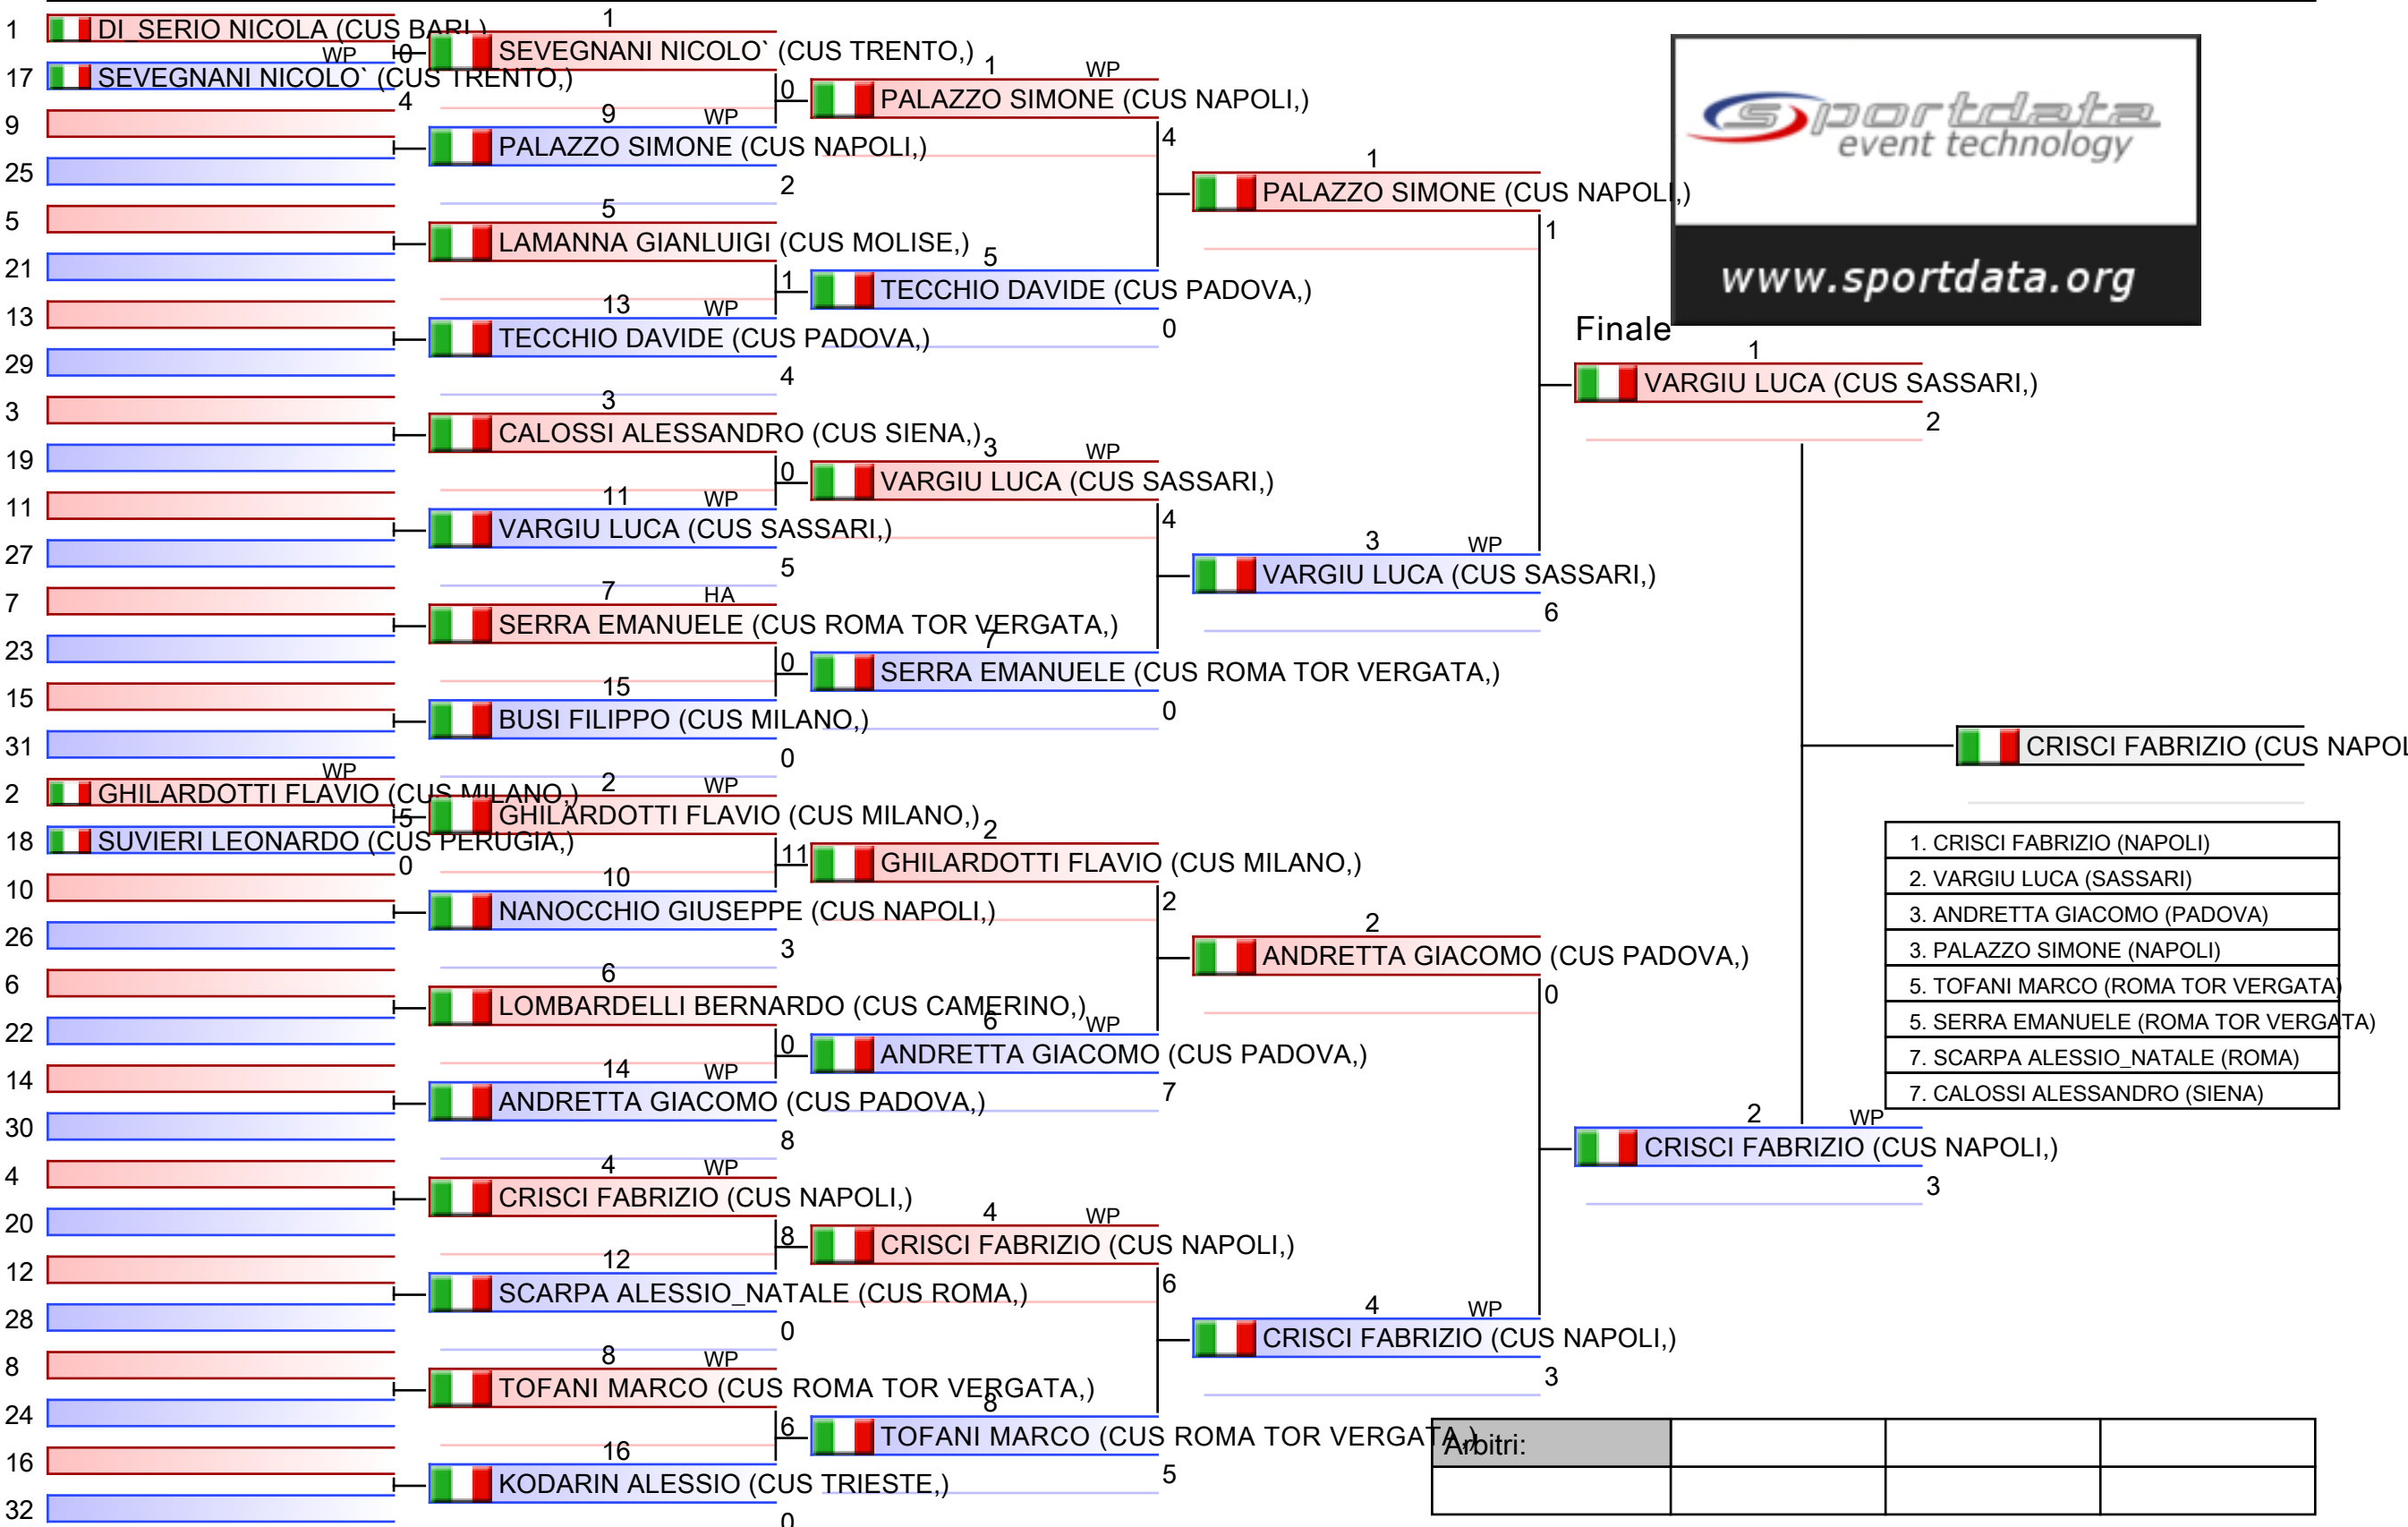 1 DI_SERIO NICOLA (CUS BARI,)
WP 0
17 SEVEGNANI NICOLO` (CUS TRENTO,)
4
9
25
5
21
13
29
3
19
11
27
7
23
15
31
WP
2 GHILARDOTTI FLAVIO (CUS MILANO,)
5
18 SUVIERI LEONARDO (CUS PERUGIA,)
0
10
26
6
22
14
30
4
20
12
28
8
24
16
32
1
SEVEGNANI NICOLO` (CUS TRENTO,)
0
9 WP
PALAZZO SIMONE (CUS NAPOLI,)
2
5
LAMANNA GIANLUIGI (CUS MOLISE,)
1
13 WP
TECCHIO DAVIDE (CUS PADOVA,)
4
3
CALOSSI ALESSANDRO (CUS SIENA,)
0
11 WP
VARGIU LUCA (CUS SASSARI,)
5
7 HA
SERRA EMANUELE (CUS ROMA TOR VERGATA,)
0
15
BUSI FILIPPO (CUS MILANO,)
0
2 WP
GHILARDOTTI FLAVIO (CUS MILANO,)
11
10
NANOCCHIO GIUSEPPE (CUS NAPOLI,)
3
6
LOMBARDELLI BERNARDO (CUS CAMERINO,)
0
14 WP
ANDRETTA GIACOMO (CUS PADOVA,)
8
4 WP
CRISCI FABRIZIO (CUS NAPOLI,)
8
12
SCARPA ALESSIO_NATALE (CUS ROMA,)
0
8 WP
TOFANI MARCO (CUS ROMA TOR VERGATA,)
6
16
KODARIN ALESSIO (CUS TRIESTE,)
0
1 WP
PALAZZO SIMONE (CUS NAPOLI,)
4
5
TECCHIO DAVIDE (CUS PADOVA,)
0
3 WP
VARGIU LUCA (CUS SASSARI,)
4
7
SERRA EMANUELE (CUS ROMA TOR VERGATA,)
0
2
GHILARDOTTI FLAVIO (CUS MILANO,)
2
6 WP
ANDRETTA GIACOMO (CUS PADOVA,)
7
4 WP
CRISCI FABRIZIO (CUS NAPOLI,)
6
8
TOFANI MARCO (CUS ROMA TOR VERGATA,)
5
1
PALAZZO SIMONE (CUS NAPOLI,)
1
3 WP
VARGIU LUCA (CUS SASSARI,)
6
2
ANDRETTA GIACOMO (CUS PADOVA,)
0
4 WP
CRISCI FABRIZIO (CUS NAPOLI,)
3
sportdata
event technology
www.sportdata.org
Finale
1
VARGIU LUCA (CUS SASSARI,)
2
2 WP
CRISCI FABRIZIO (CUS NAPOLI,)
3
CRISCI FABRIZIO (CUS NAPOL
1. CRISCI FABRIZIO (NAPOLI)
2. VARGIU LUCA (SASSARI)
3. ANDRETTA GIACOMO (PADOVA)
3. PALAZZO SIMONE (NAPOLI)
5. TOFANI MARCO (ROMA TOR VERGATA)
5. SERRA EMANUELE (ROMA TOR VERGATA)
7. SCARPA ALESSIO_NATALE (ROMA)
7. CALOSSI ALESSANDRO (SIENA)
Arbitri: